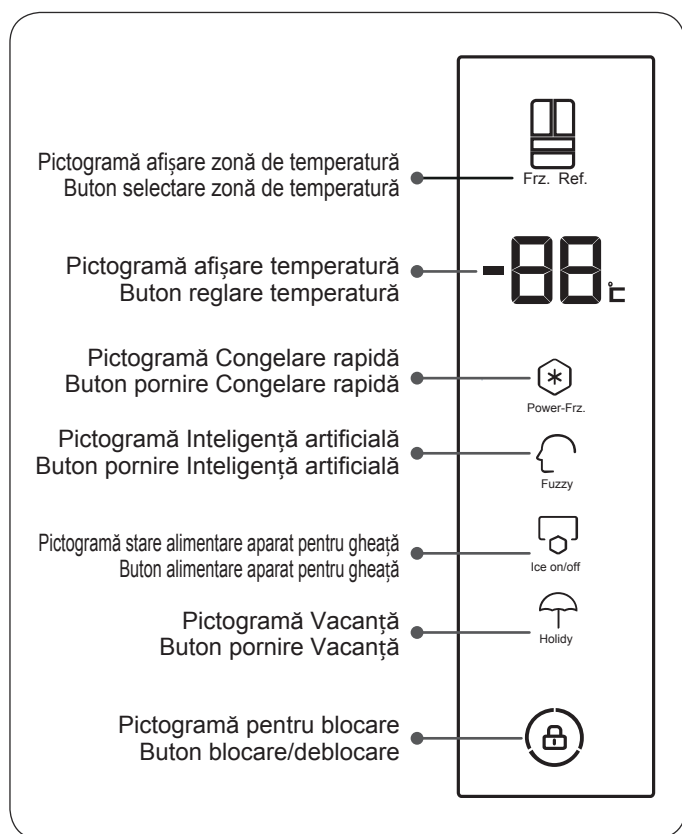 Pictogramă afișare zonă de temperatură
Buton selectare zonă de temperatură
Frz. Ref.
Pictogramă afișare temperatură
Buton reglare temperatură
-88°C
Pictogramă Congelare rapidă
Buton pornire Congelare rapidă
Power-Frz.
Pictogramă Inteligență artificială
Buton pornire Inteligență artificială
Fuzzy
Pictogramă stare alimentare aparat pentru gheață
Buton alimentare aparat pentru gheață
Ice on/off
Pictogramă Vacanță
Buton pornire Vacanță
Holidy
Pictogramă pentru blocare
Buton blocare/deblocare